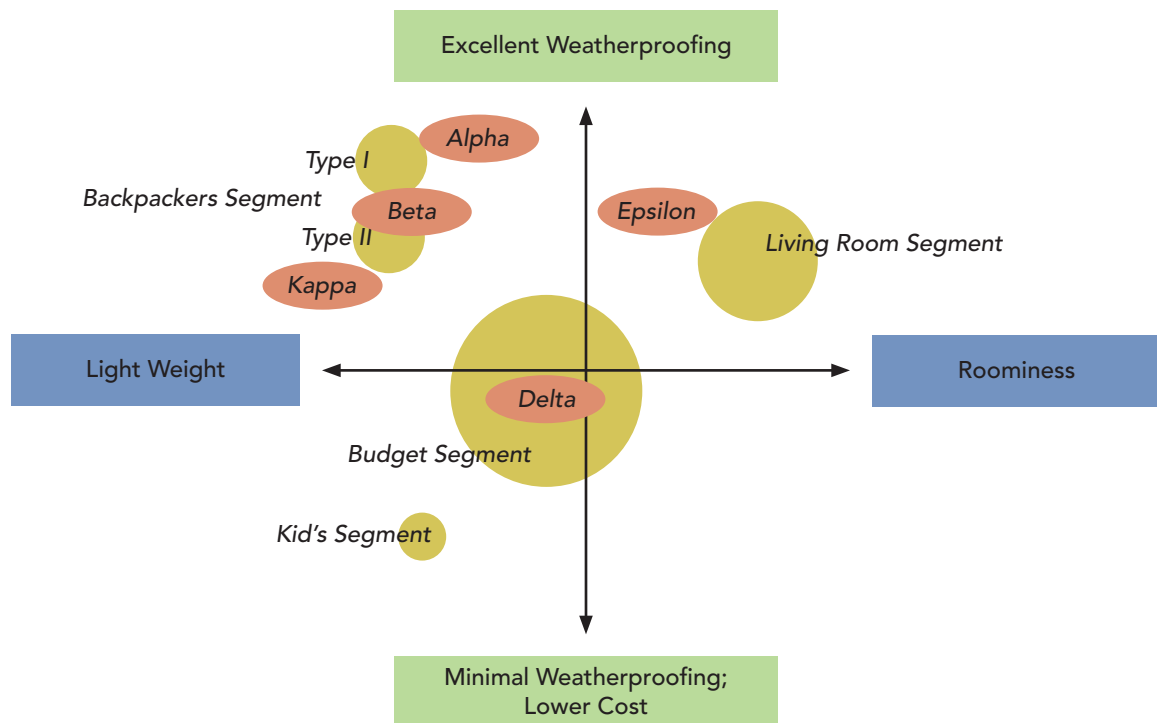 Excellent Weatherproofing
Alpha
Type I
Backpackers Segment
Beta
Epsilon
Type II
Living Room Segment
Kappa
Light Weight
Roominess
Delta
Budget Segment
Kid’s Segment
Minimal Weatherproofing;
Lower Cost